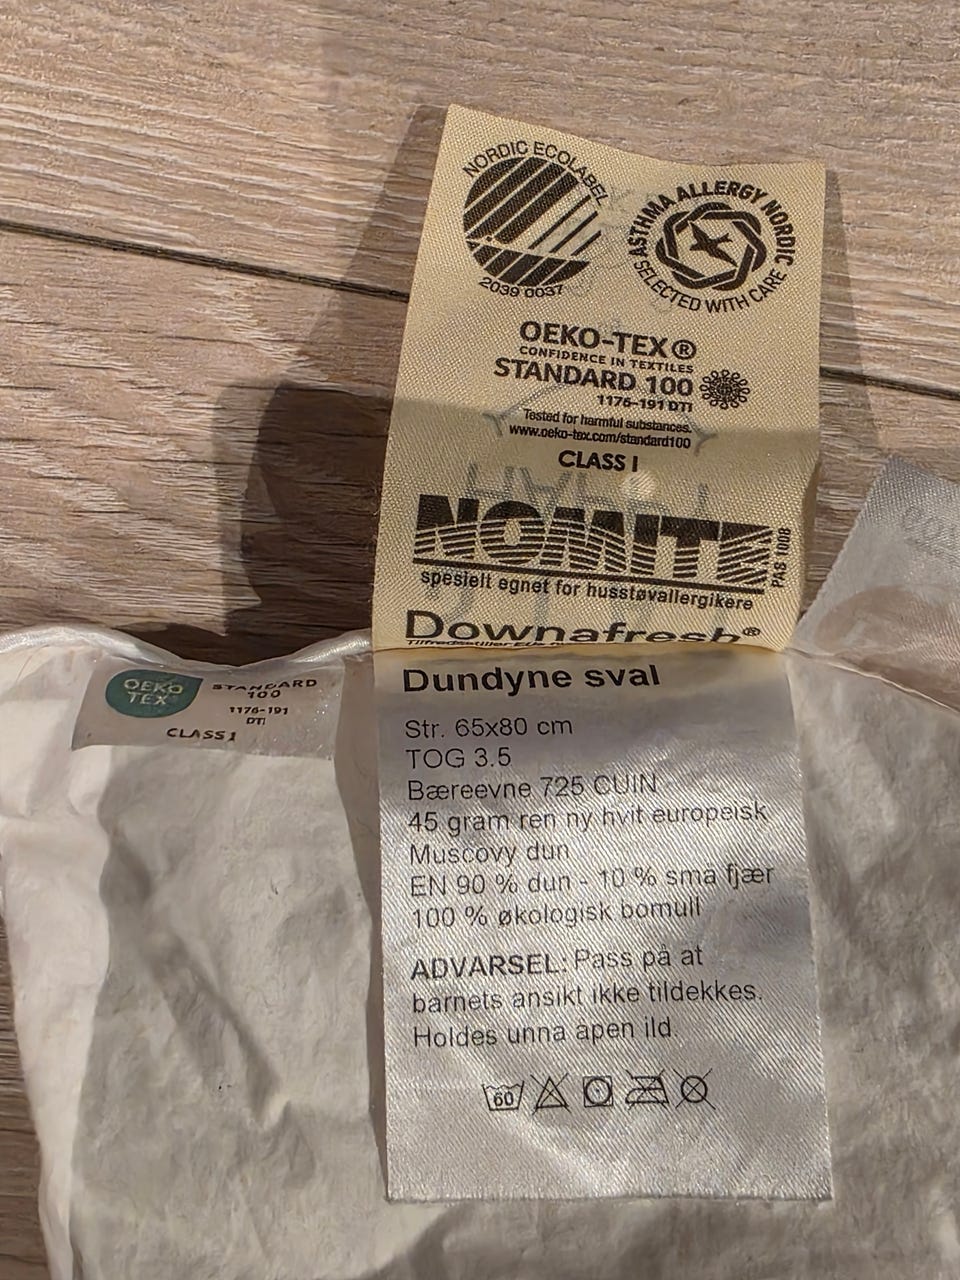 NORDIC ECOLABEL
2039 0037
ASTHMA ALLERGY NORDIC
SELECTED WITH CARE
OEKO-TEX®
CONFIDENCE IN TEXTILES
STANDARD 100
1176-191 DTI
Tested for harmful substances.
www.oeko-tex.com/standard100
CLASS I
NOMITE
PAS 1008
spesielt egnet for husstøvallergikere
Downafresh®
OEKO
TEX
STANDARD
100
1176-191
DTI
CLASS I
Dundyne sval
Str. 65x80 cm
TOG 3.5
Bæreevne 725 CUIN
45 gram ren ny hvit europeisk
Muscovy dun
EN 90 % dun - 10 % små fjær
100 % økologisk bomull
ADVARSEL: Pass på at
barnets ansikt ikke tildekkes.
Holdes unna åpen ild.
60